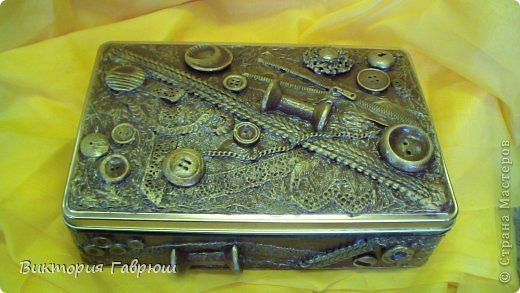 Виктория Гаврюш
© Страна Мастеров